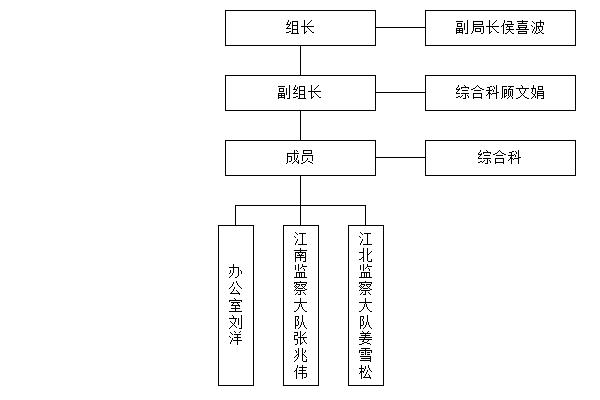 组长
副局长侯喜波
副组长
综合科顾文娟
成员
综合科
办公室刘洋
江南监察大队张兆伟
江北监察大队姜雪松